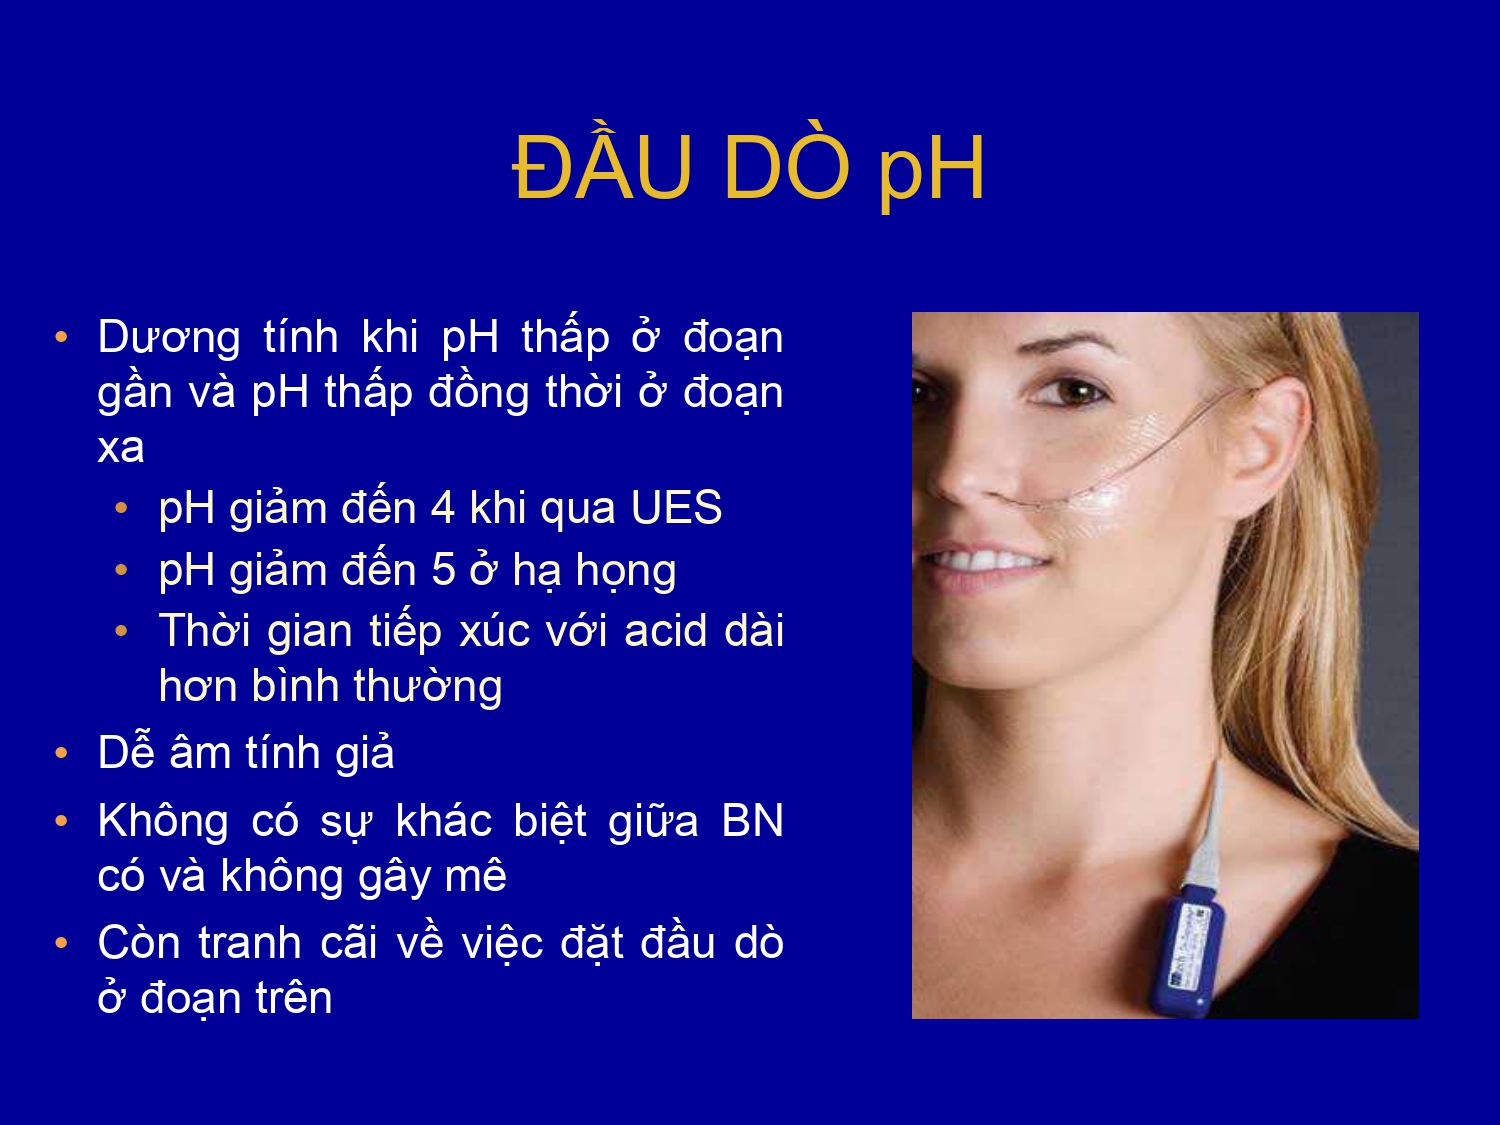 ĐẦU DÒ pH
• Dương tính khi pH thấp ở đoạn
gần và pH thấp đồng thời ở đoạn
xa
• pH giảm đến 4 khi qua UES
• pH giảm đến 5 ở hạ họng
• Thời gian tiếp xúc với acid dài
hơn bình thường
• Dễ âm tính giả
• Không có sự khác biệt giữa BN
có và không gây mê
• Còn tranh cãi về việc đặt đầu dò
ở đoạn trên